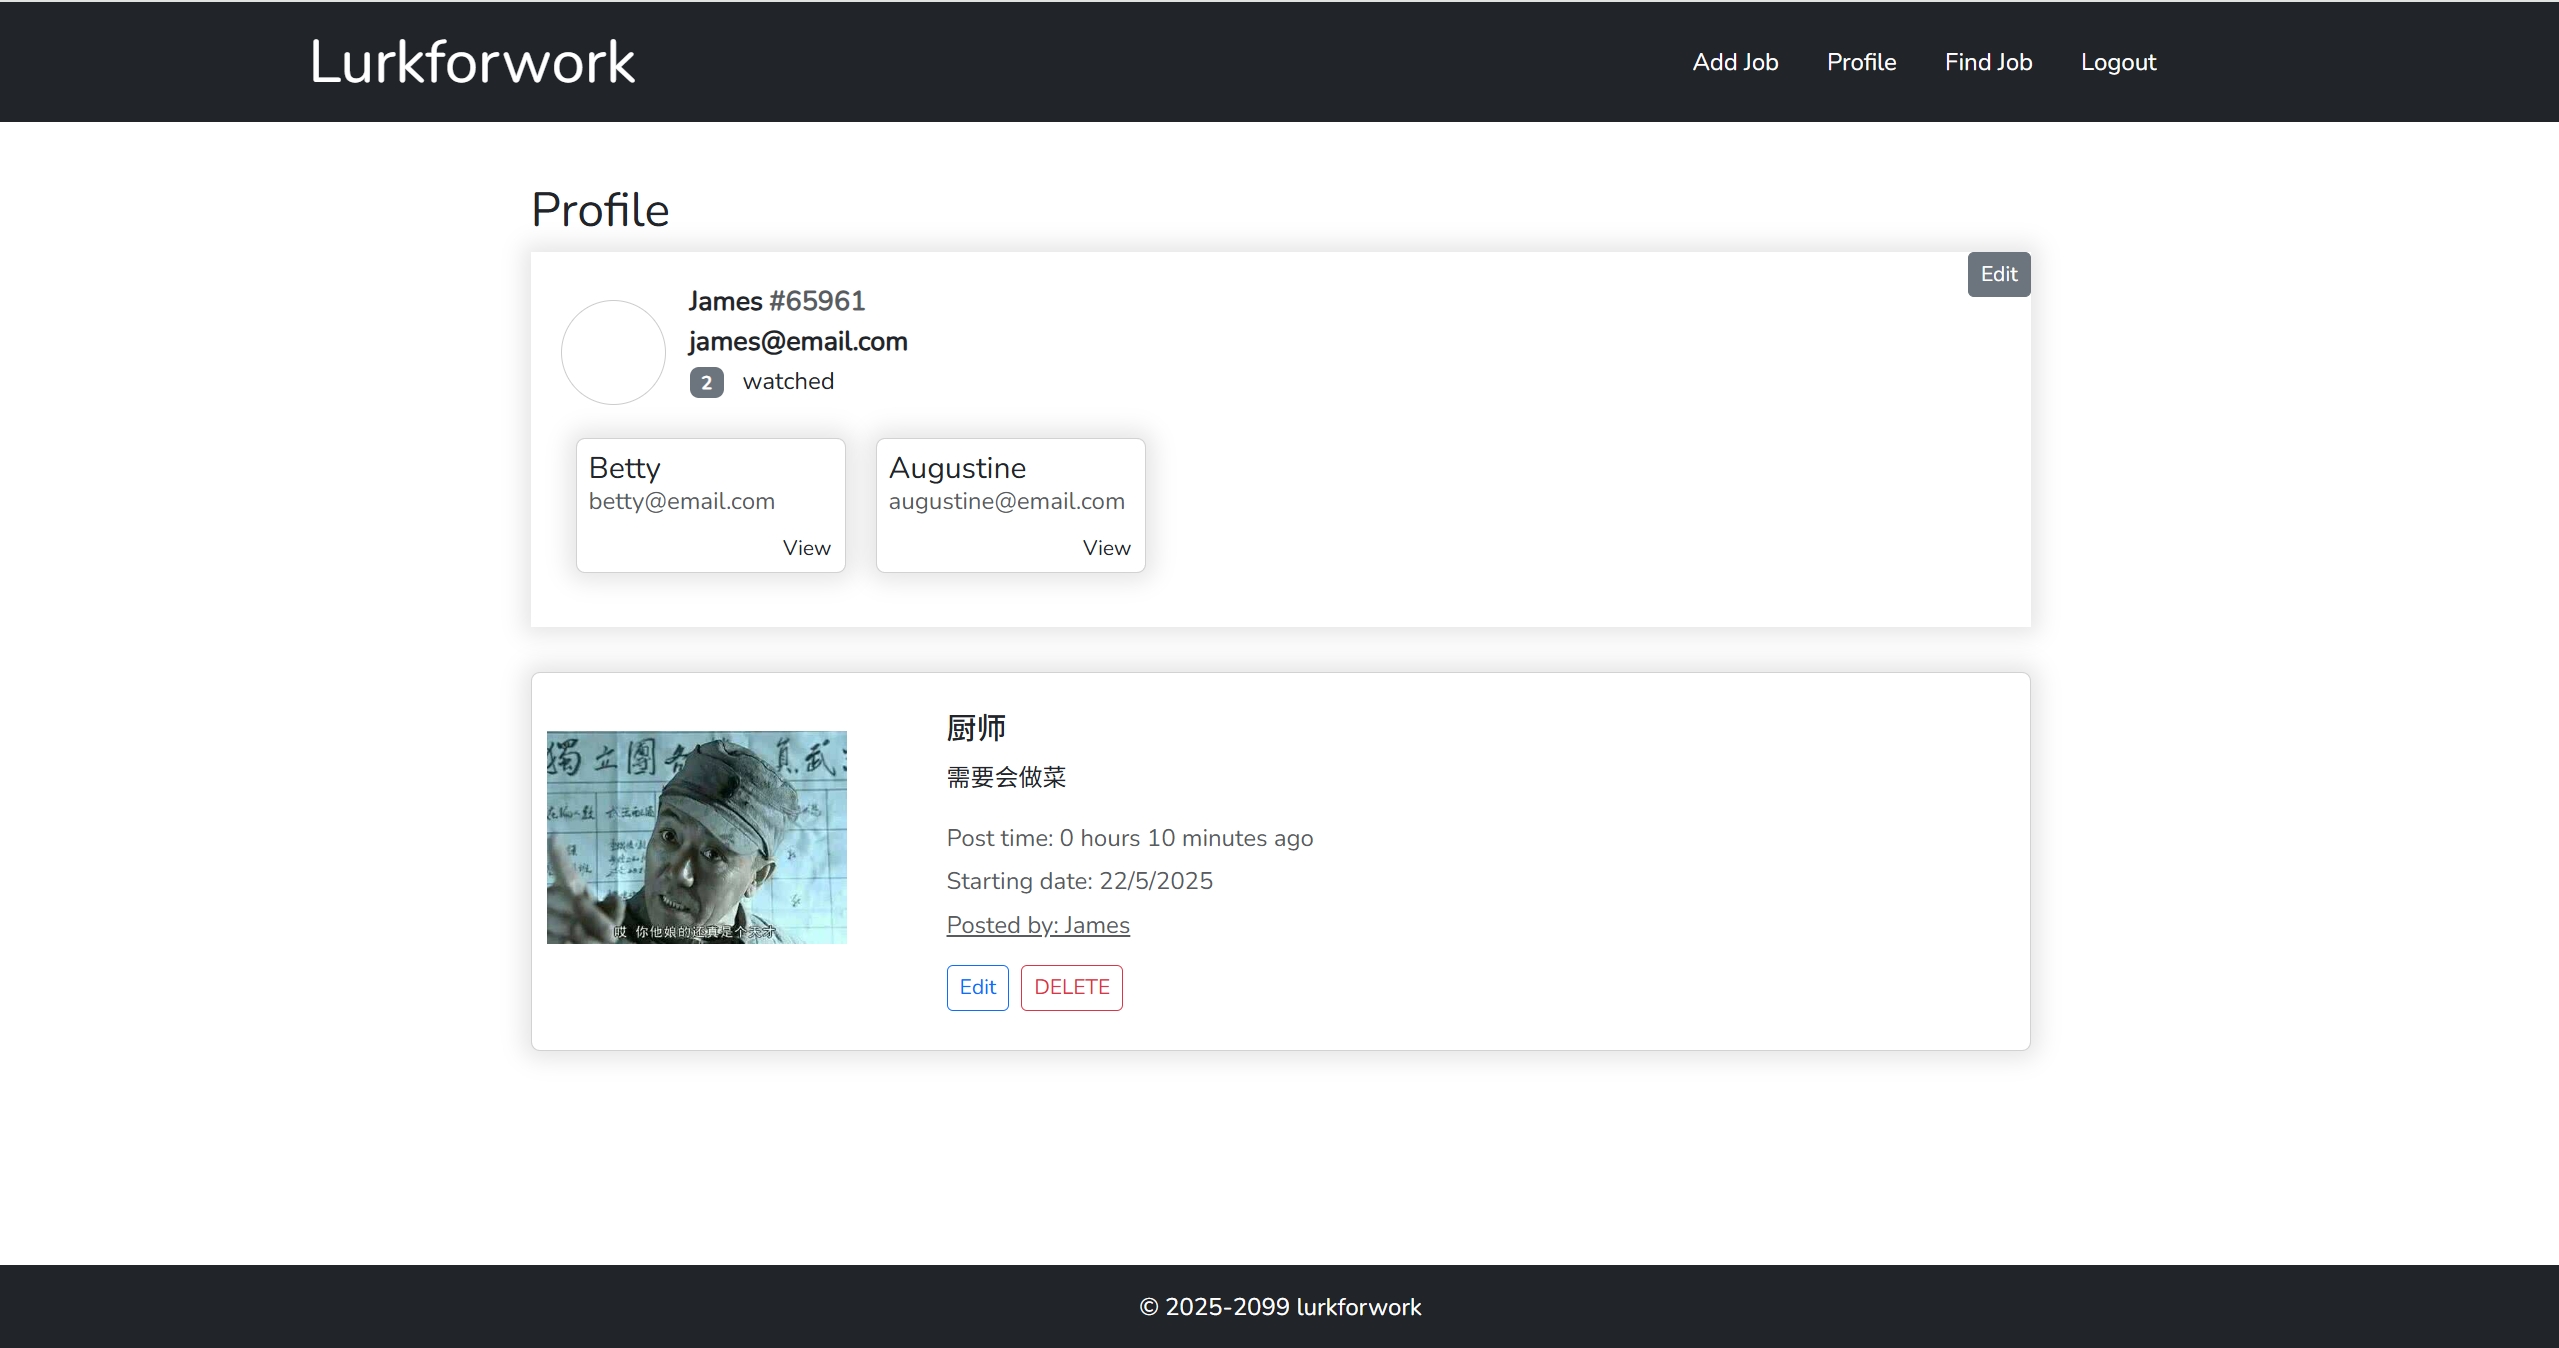 Lurkforwork
Add Job Profile Find Job Logout
Profile
Edit
James #65961
james@email.com
2 watched
Betty
betty@email.com
View
Augustine
augustine@email.com
View
獨立團各
真武
哎 你他娘的还真是个天才
厨师
需要会做菜
Post time: 0 hours 10 minutes ago
Starting date: 22/5/2025
Posted by: James
Edit DELETE
© 2025-2099 lurkforwork